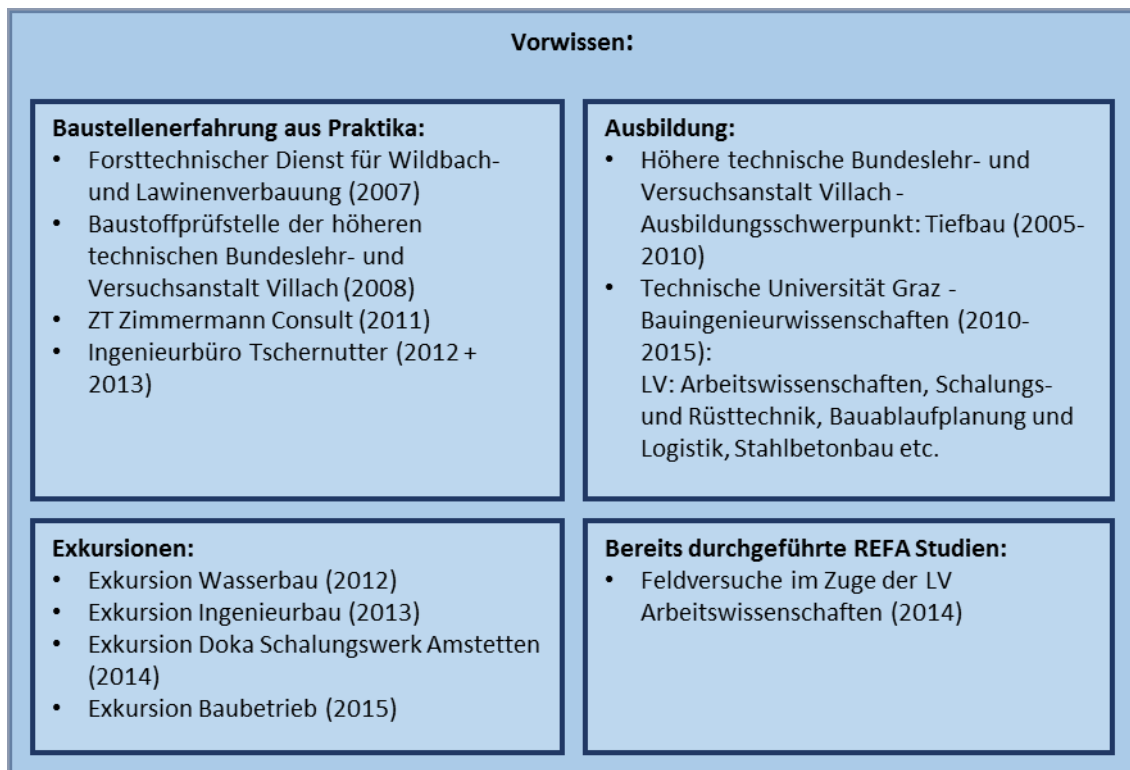 Vorwissen:
Baustellenerfahrung aus Praktika:
• Forsttechnischer Dienst für Wildbach-
und Lawinenverbauung (2007)
• Baustoffprüfstelle der höheren
technischen Bundeslehr- und
Versuchsanstalt Villach (2008)
• ZT Zimmermann Consult (2011)
• Ingenieurbüro Tschernutter (2012 +
2013)
Ausbildung:
• Höhere technische Bundeslehr- und
Versuchsanstalt Villach -
Ausbildungsschwerpunkt: Tiefbau (2005-
2010)
• Technische Universität Graz -
Bauingenieurwissenschaften (2010-
2015):
LV: Arbeitswissenschaften, Schalungs-
und Rüsttechnik, Bauablaufplanung und
Logistik, Stahlbetonbau etc.
Exkursionen:
• Exkursion Wasserbau (2012)
• Exkursion Ingenieurbau (2013)
• Exkursion Doka Schalungswerk Amstetten
(2014)
• Exkursion Baubetrieb (2015)
Bereits durchgeführte REFA Studien:
• Feldversuche im Zuge der LV
Arbeitswissenschaften (2014)